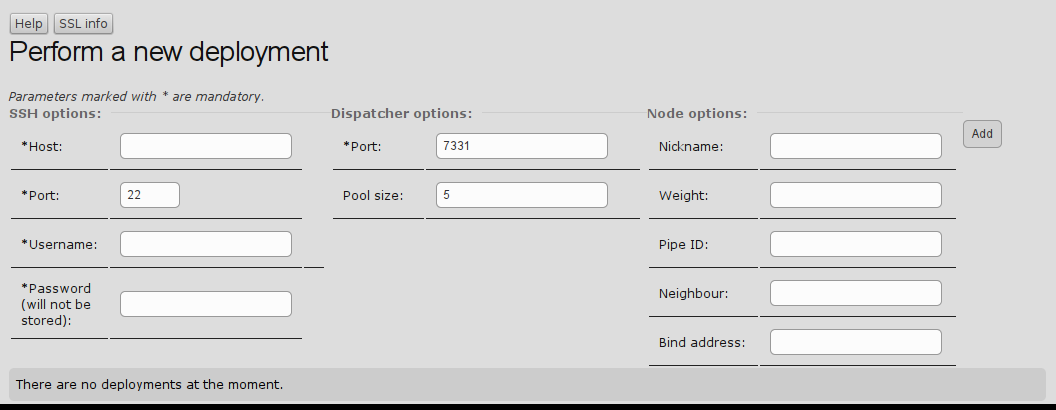 Help SSL info
Perform a new deployment
Parameters marked with * are mandatory.
SSH options:
*Host:
*Port: 22
*Username:
*Password
(will not be
stored):
Dispatcher options:
*Port: 7331
Pool size: 5
Node options:
Nickname:
Weight:
Pipe ID:
Neighbour:
Bind address:
Add
There are no deployments at the moment.